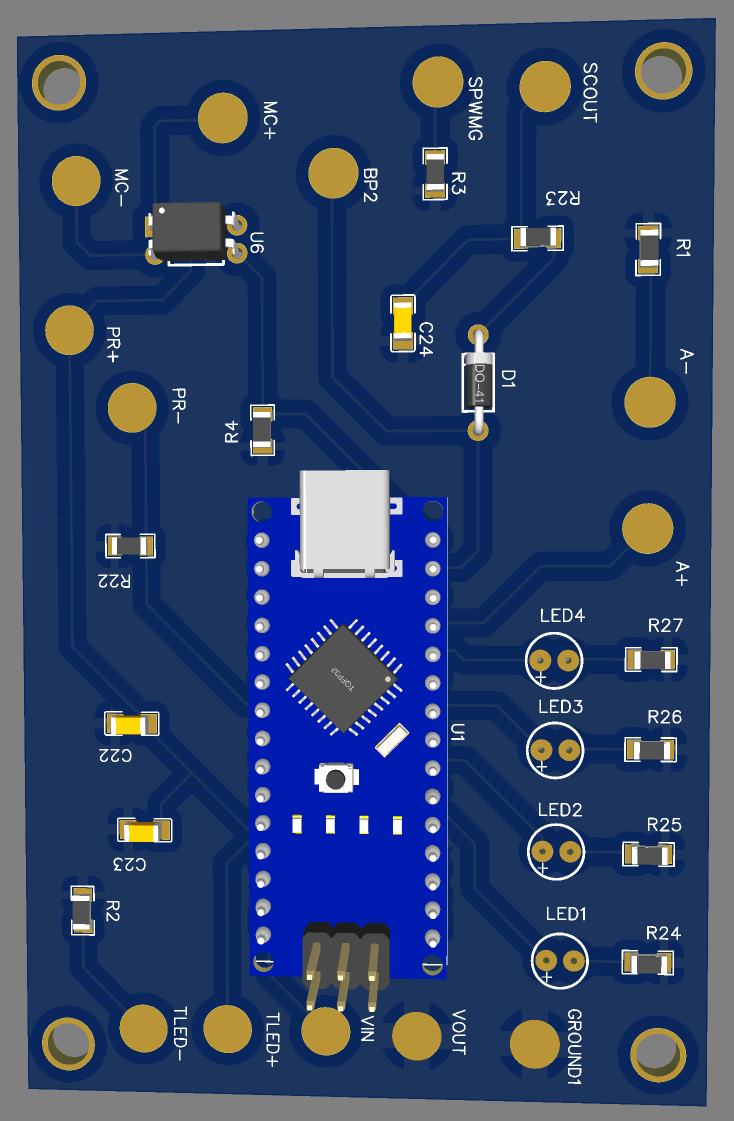 SPWMG
SCOUT
MC+
MC-
BP2
R3
R23
U6
R1
PR+
C24
A-
D1
DO-41
PR-
R4
R22
A+
LED4
R27
TQFP32
LED3
R26
U1
C22
LED2
R25
C23
R2
LED1
R24
TLED-
TLED+
VIN
VOUT
GROUND1
+
+
+
+